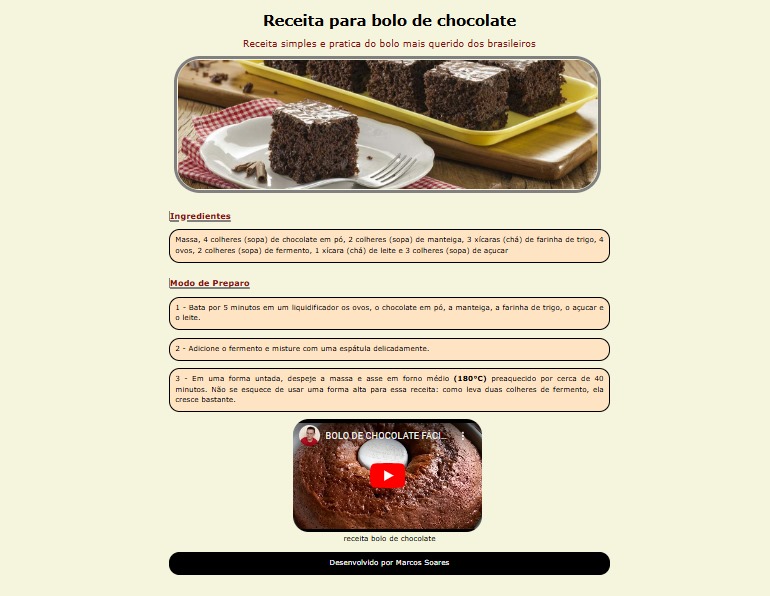 Receita para bolo de chocolate
Receita simples e pratica do bolo mais querido dos brasileiros
Ingredientes
Massa, 4 colheres (sopa) de chocolate em pó, 2 colheres (sopa) de manteiga, 3 xícaras (chá) de farinha de trigo, 4
ovos, 2 colheres (sopa) de fermento, 1 xícara (chá) de leite e 3 colheres (sopa) de açucar
Modo de Preparo
1 - Bata por 5 minutos em um liquidificador os ovos, o chocolate em pó, a manteiga, a farinha de trigo, o açucar e
o leite.
2 - Adicione o fermento e misture com uma espátula delicadamente.
3 - Em uma forma untada, despeje a massa e asse em forno médio (180°C) preaquecido por cerca de 40
minutos. Não se esquece de usar uma forma alta para essa receita: como leva duas colheres de fermento, ela
cresce bastante.
BOLO DE CHOCOLATE FÁCI...
receita bolo de chocolate
Desenvolvido por Marcos Soares